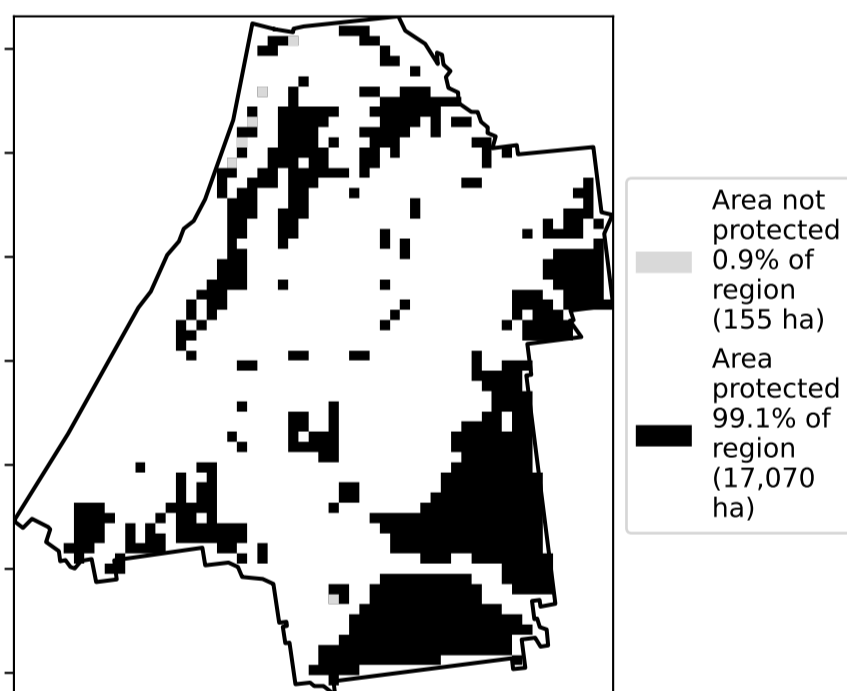 Area not
protected
0.9% of
region
(155 ha)
Area
protected
99.1% of
region
(17,070
ha)